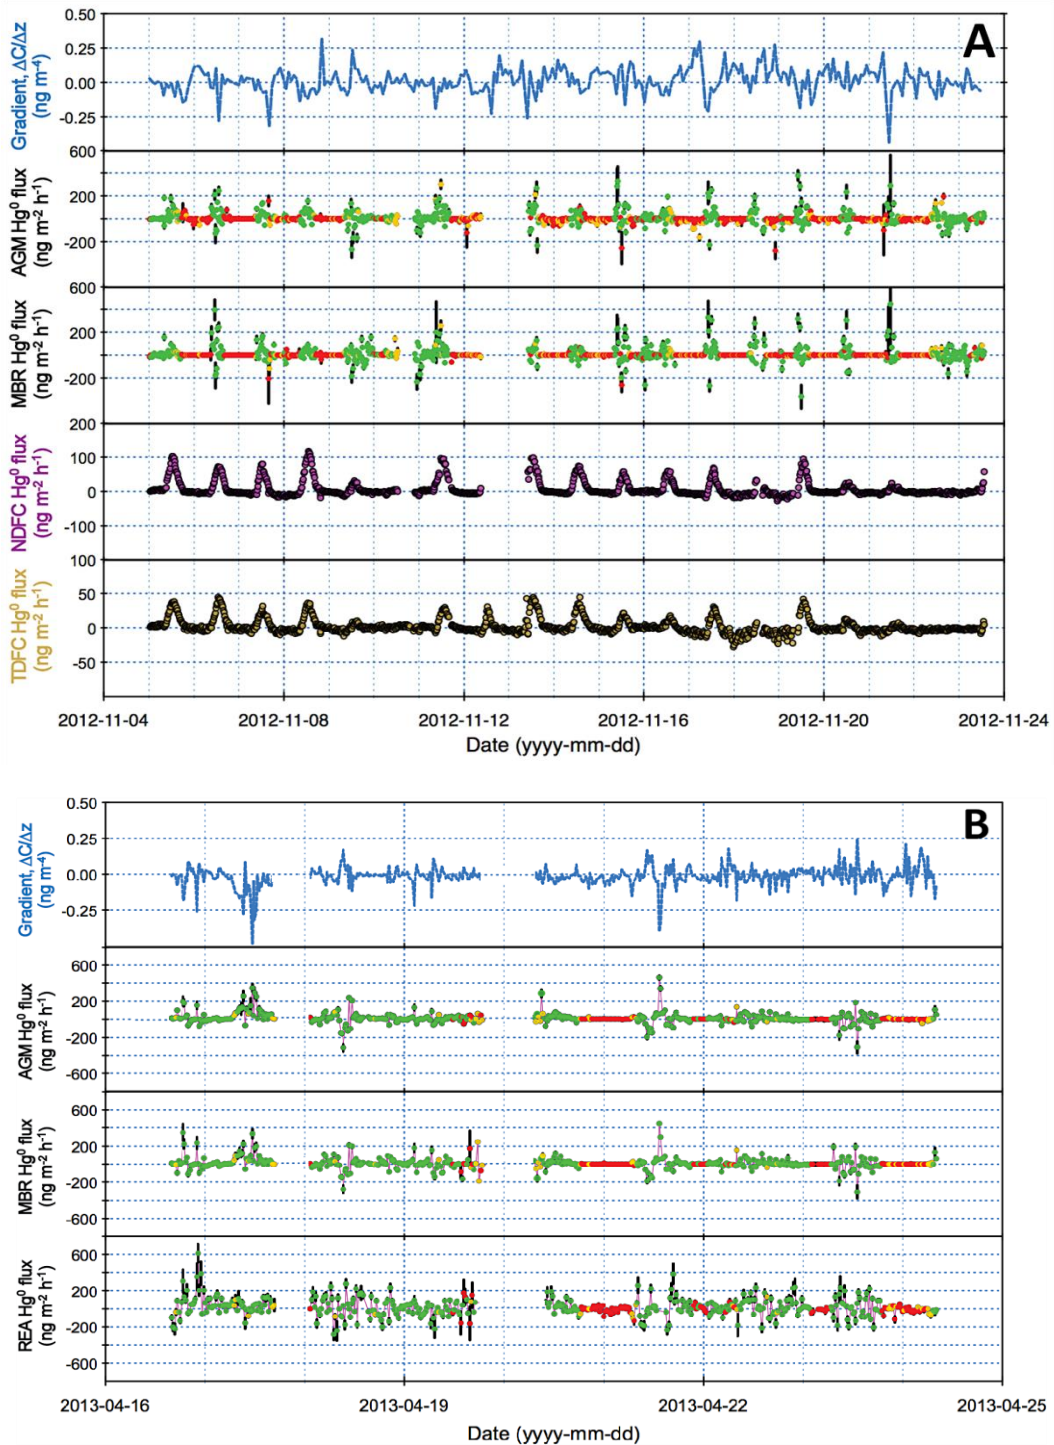 A
Gradient, ΔC/Δz
(ng m⁻⁴)
0.50
0.25
0.00
-0.25
AGM Hg⁰ flux
(ng m⁻² h⁻¹)
600
200
-200
MBR Hg⁰ flux
(ng m⁻² h⁻¹)
600
200
-200
NDFC Hg⁰ flux
(ng m⁻² h⁻¹)
200
100
0
-100
TDFC Hg⁰ flux
(ng m⁻² h⁻¹)
100
50
0
-50
2012-11-04 2012-11-08 2012-11-12 2012-11-16 2012-11-20 2012-11-24
Date (yyyy-mm-dd)
B
Gradient, ΔC/Δz
(ng m⁻⁴)
0.50
0.25
0.00
-0.25
AGM Hg⁰ flux
(ng m⁻² h⁻¹)
600
200
-200
-600
MBR Hg⁰ flux
(ng m⁻² h⁻¹)
600
200
-200
-600
REA Hg⁰ flux
(ng m⁻² h⁻¹)
600
200
-200
-600
2013-04-16 2013-04-19 2013-04-22 2013-04-25
Date (yyyy-mm-dd)